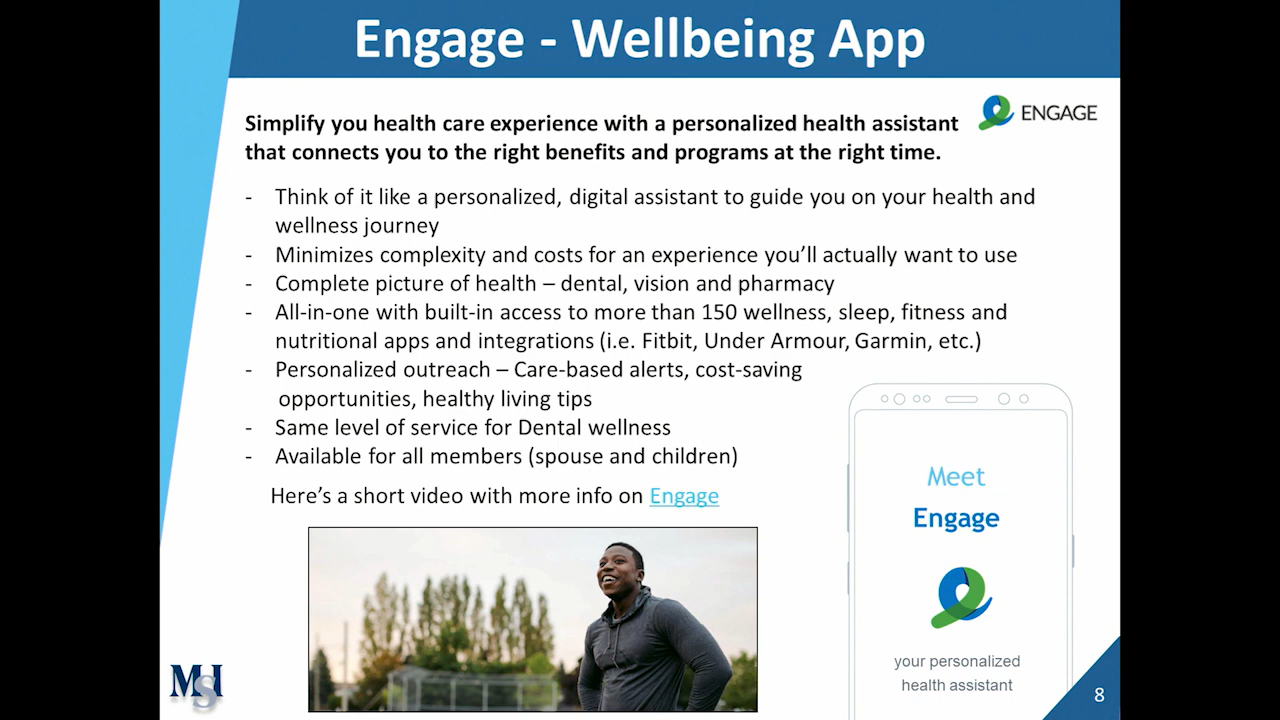 Engage - Wellbeing App
ENGAGE
Simplify you health care experience with a personalized health assistant
that connects you to the right benefits and programs at the right time.
- Think of it like a personalized, digital assistant to guide you on your health and
wellness journey
- Minimizes complexity and costs for an experience you’ll actually want to use
- Complete picture of health – dental, vision and pharmacy
- All-in-one with built-in access to more than 150 wellness, sleep, fitness and
nutritional apps and integrations (i.e. Fitbit, Under Armour, Garmin, etc.)
- Personalized outreach – Care-based alerts, cost-saving
opportunities, healthy living tips
- Same level of service for Dental wellness
- Available for all members (spouse and children)
Here’s a short video with more info on Engage
Meet
Engage
your personalized
health assistant
MSI
8